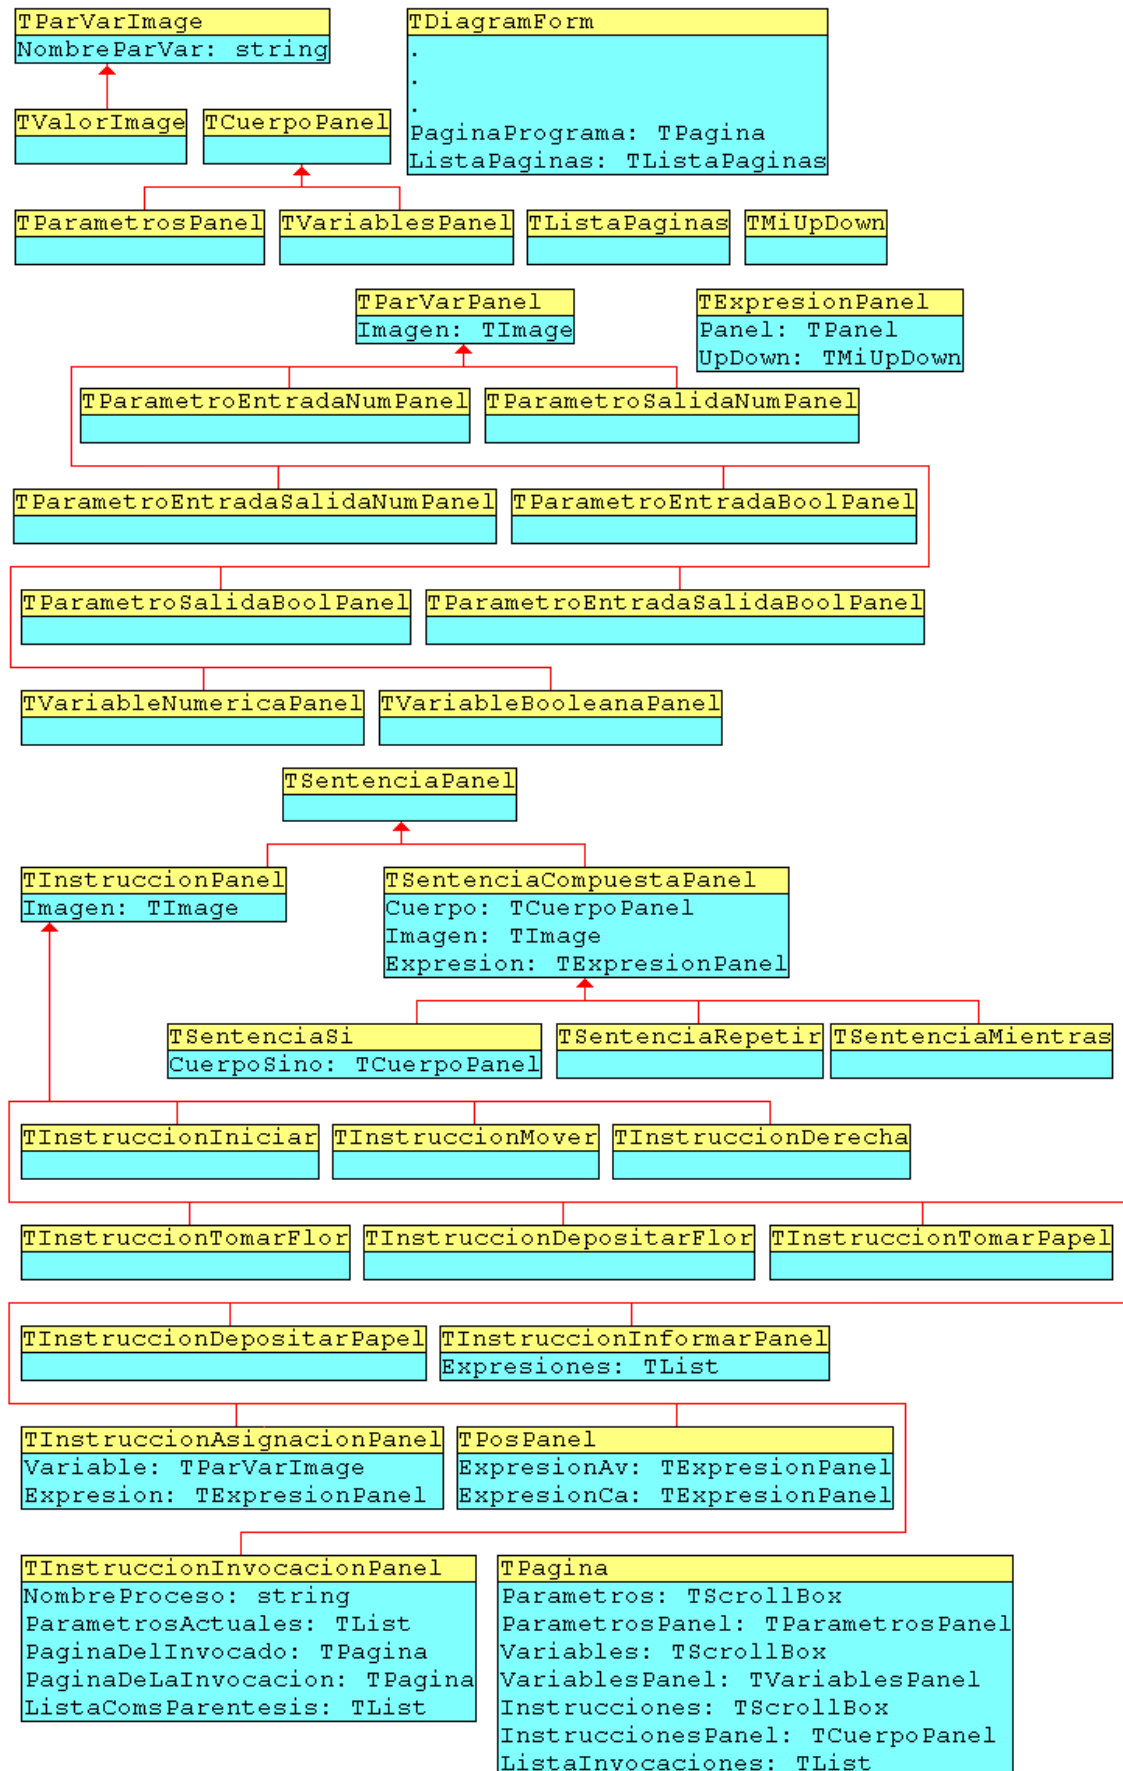 TParVarImage
NombreParVar: string
TDiagramForm
.
.
.
PaginaPrograma: TPagina
ListaPaginas: TListaPaginas
TValorImage
TCuerpoPanel
TParametrosPanel
TVariablesPanel
TListaPaginas
TMiUpDown
TParVarPanel
Imagen: TImage
TExpresionPanel
Panel: TPanel
UpDown: TMiUpDown
TParametroEntradaNumPanel
TParametroSalidaNumPanel
TParametroEntradaSalidaNumPanel
TParametroEntradaBoolPanel
TParametroSalidaBoolPanel
TParametroEntradaSalidaBoolPanel
TVariableNumericaPanel
TVariableBooleanaPanel
TSentenciaPanel
TInstruccionPanel
Imagen: TImage
TSentenciaCompuestaPanel
Cuerpo: TCuerpoPanel
Imagen: TImage
Expresion: TExpresionPanel
TSentenciaSi
CuerpoSino: TCuerpoPanel
TSentenciaRepetir
TSentenciaMientras
TInstruccionIniciar
TInstruccionMover
TInstruccionDerecha
TInstruccionTomarFlor
TInstruccionDepositarFlor
TInstruccionTomarPapel
TInstruccionDepositarPapel
TInstruccionInformarPanel
Expresiones: TList
TInstruccionAsignacionPanel
Variable: TParVarImage
Expresion: TExpresionPanel
TPosPanel
ExpresionAv: TExpresionPanel
ExpresionCa: TExpresionPanel
TInstruccionInvocacionPanel
NombreProceso: string
ParametrosActuales: TList
PaginaDelInvocado: TPagina
PaginaDeLaInvocacion: TPagina
ListaComsParentesis: TList
TPagina
Parametros: TScrollBox
ParametrosPanel: TParametrosPanel
Variables: TScrollBox
VariablesPanel: TVariablesPanel
Instrucciones: TScrollBox
InstruccionesPanel: TCuerpoPanel
ListaInvocaciones: TList